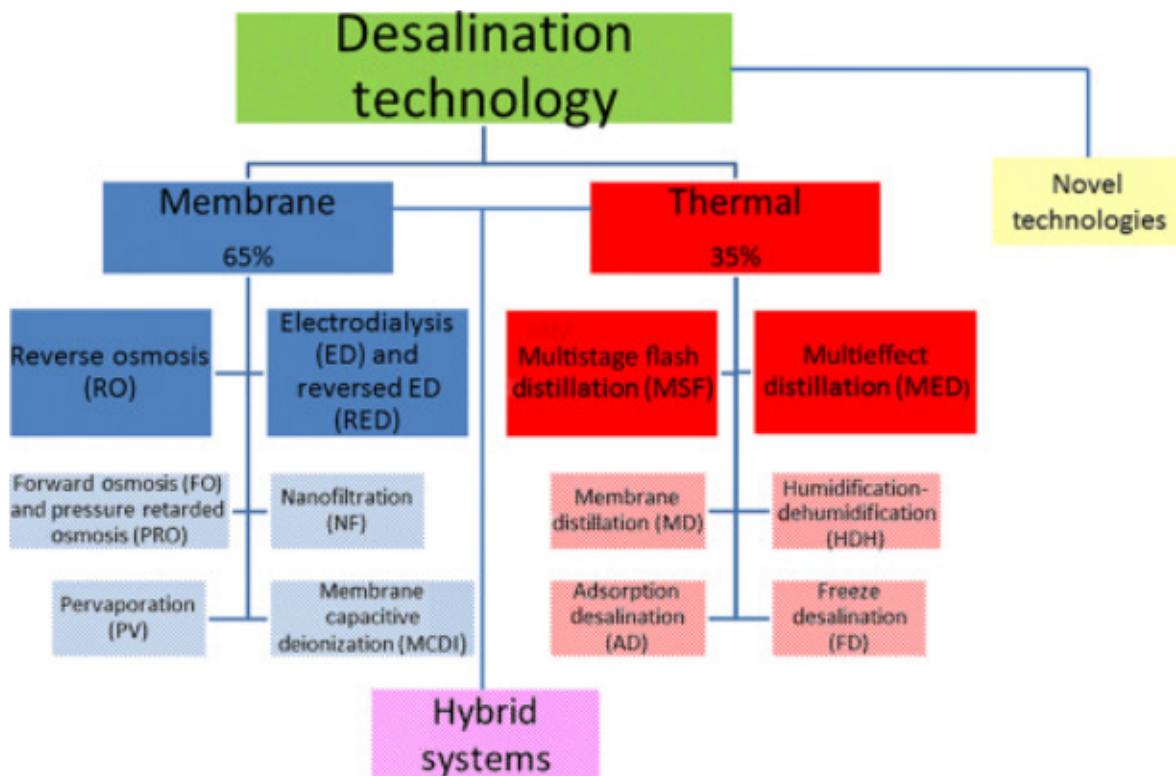 Desalination
technology
Novel
technologies
Membrane
65%
Thermal
35%
Reverse osmosis
(RO)
Electrodialysis
(ED) and
reversed ED
(RED)
Multistage flash
distillation (MSF)
Multieffect
distillation (MED)
Forward osmosis (FO)
and pressure retarded
osmosis (PRO)
Nanofiltration
(NF)
Membrane
distillation (MD)
Humidification-
dehumidification
(HDH)
Pervaporation
(PV)
Membrane
capacitive
deionization (MCDI)
Adsorption
desalination
(AD)
Freeze
desalination
(FD)
Hybrid
systems